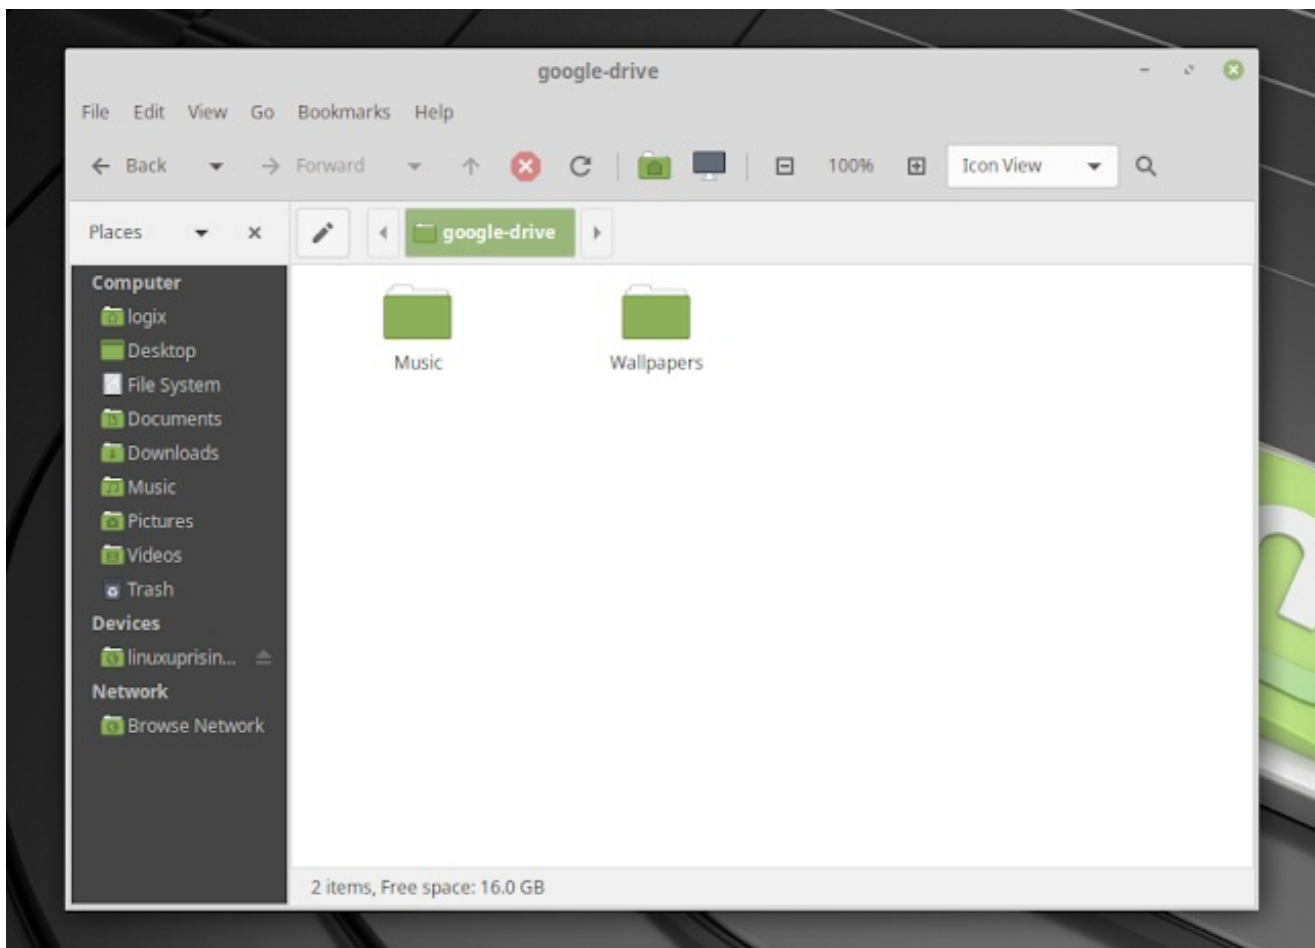 google-drive
File Edit View Go Bookmarks Help
Back Forward 100% Icon View
Places google-drive
Computer
logix
Desktop
File System
Documents
Downloads
Music
Pictures
Videos
Trash
Devices
linuxuprisin...
Network
Browse Network
Music Wallpapers
2 items, Free space: 16.0 GB